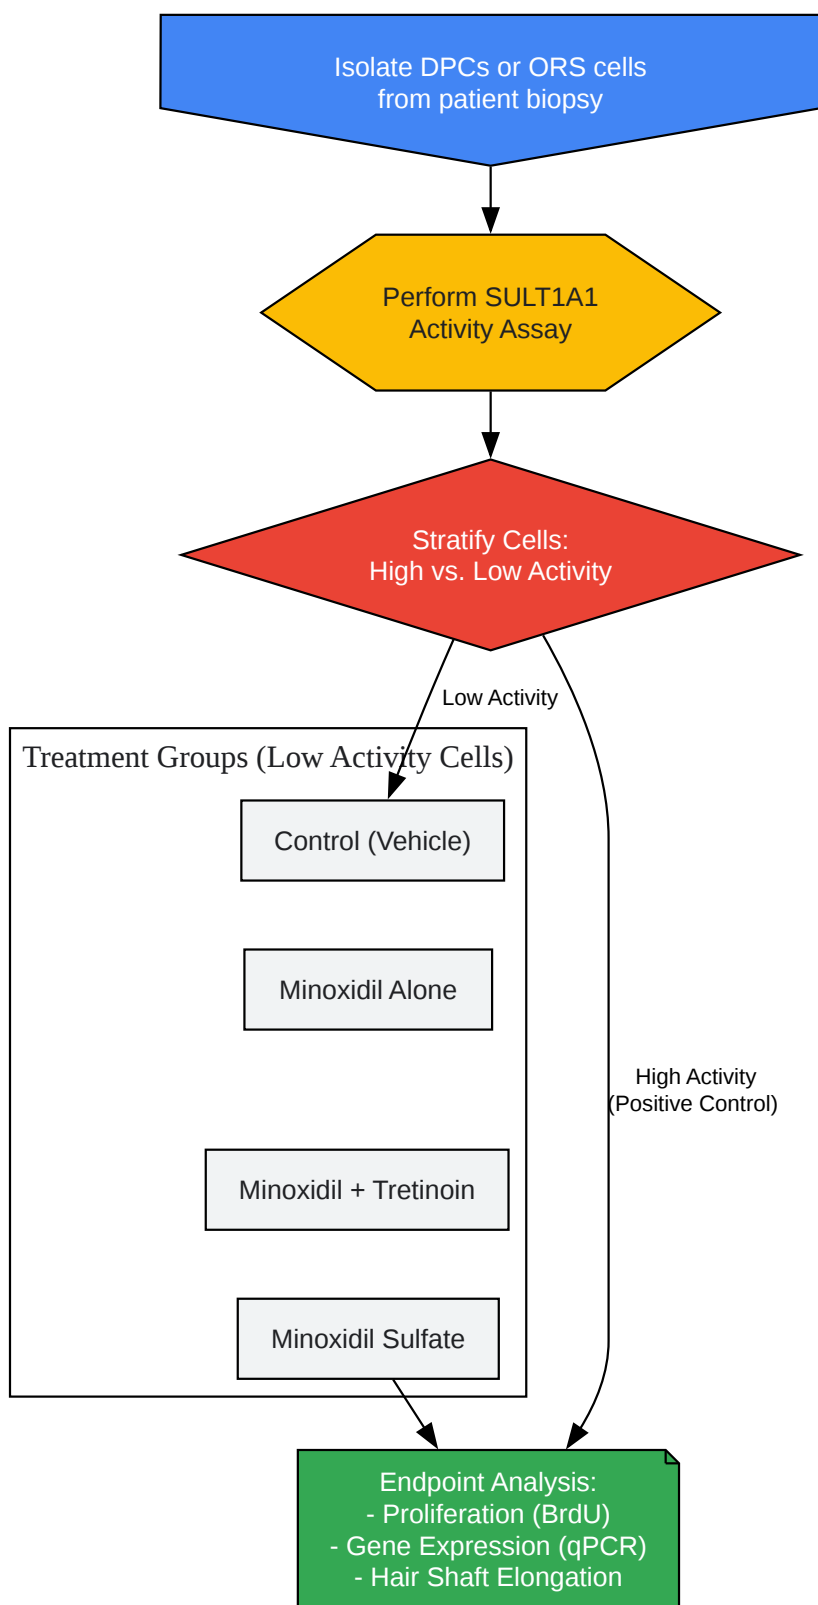 Isolate DPCs or ORS cells
from patient biopsy
Perform SULT1A1
Activity Assay
Stratify Cells:
High vs. Low Activity
Low Activity
Treatment Groups (Low Activity Cells)
Control (Vehicle)
Minoxidil Alone
High Activity
(Positive Control)
Minoxidil + Tretinoin
Minoxidil Sulfate
Endpoint Analysis:
- Proliferation (BrdU)
- Gene Expression (qPCR)
- Hair Shaft Elongation